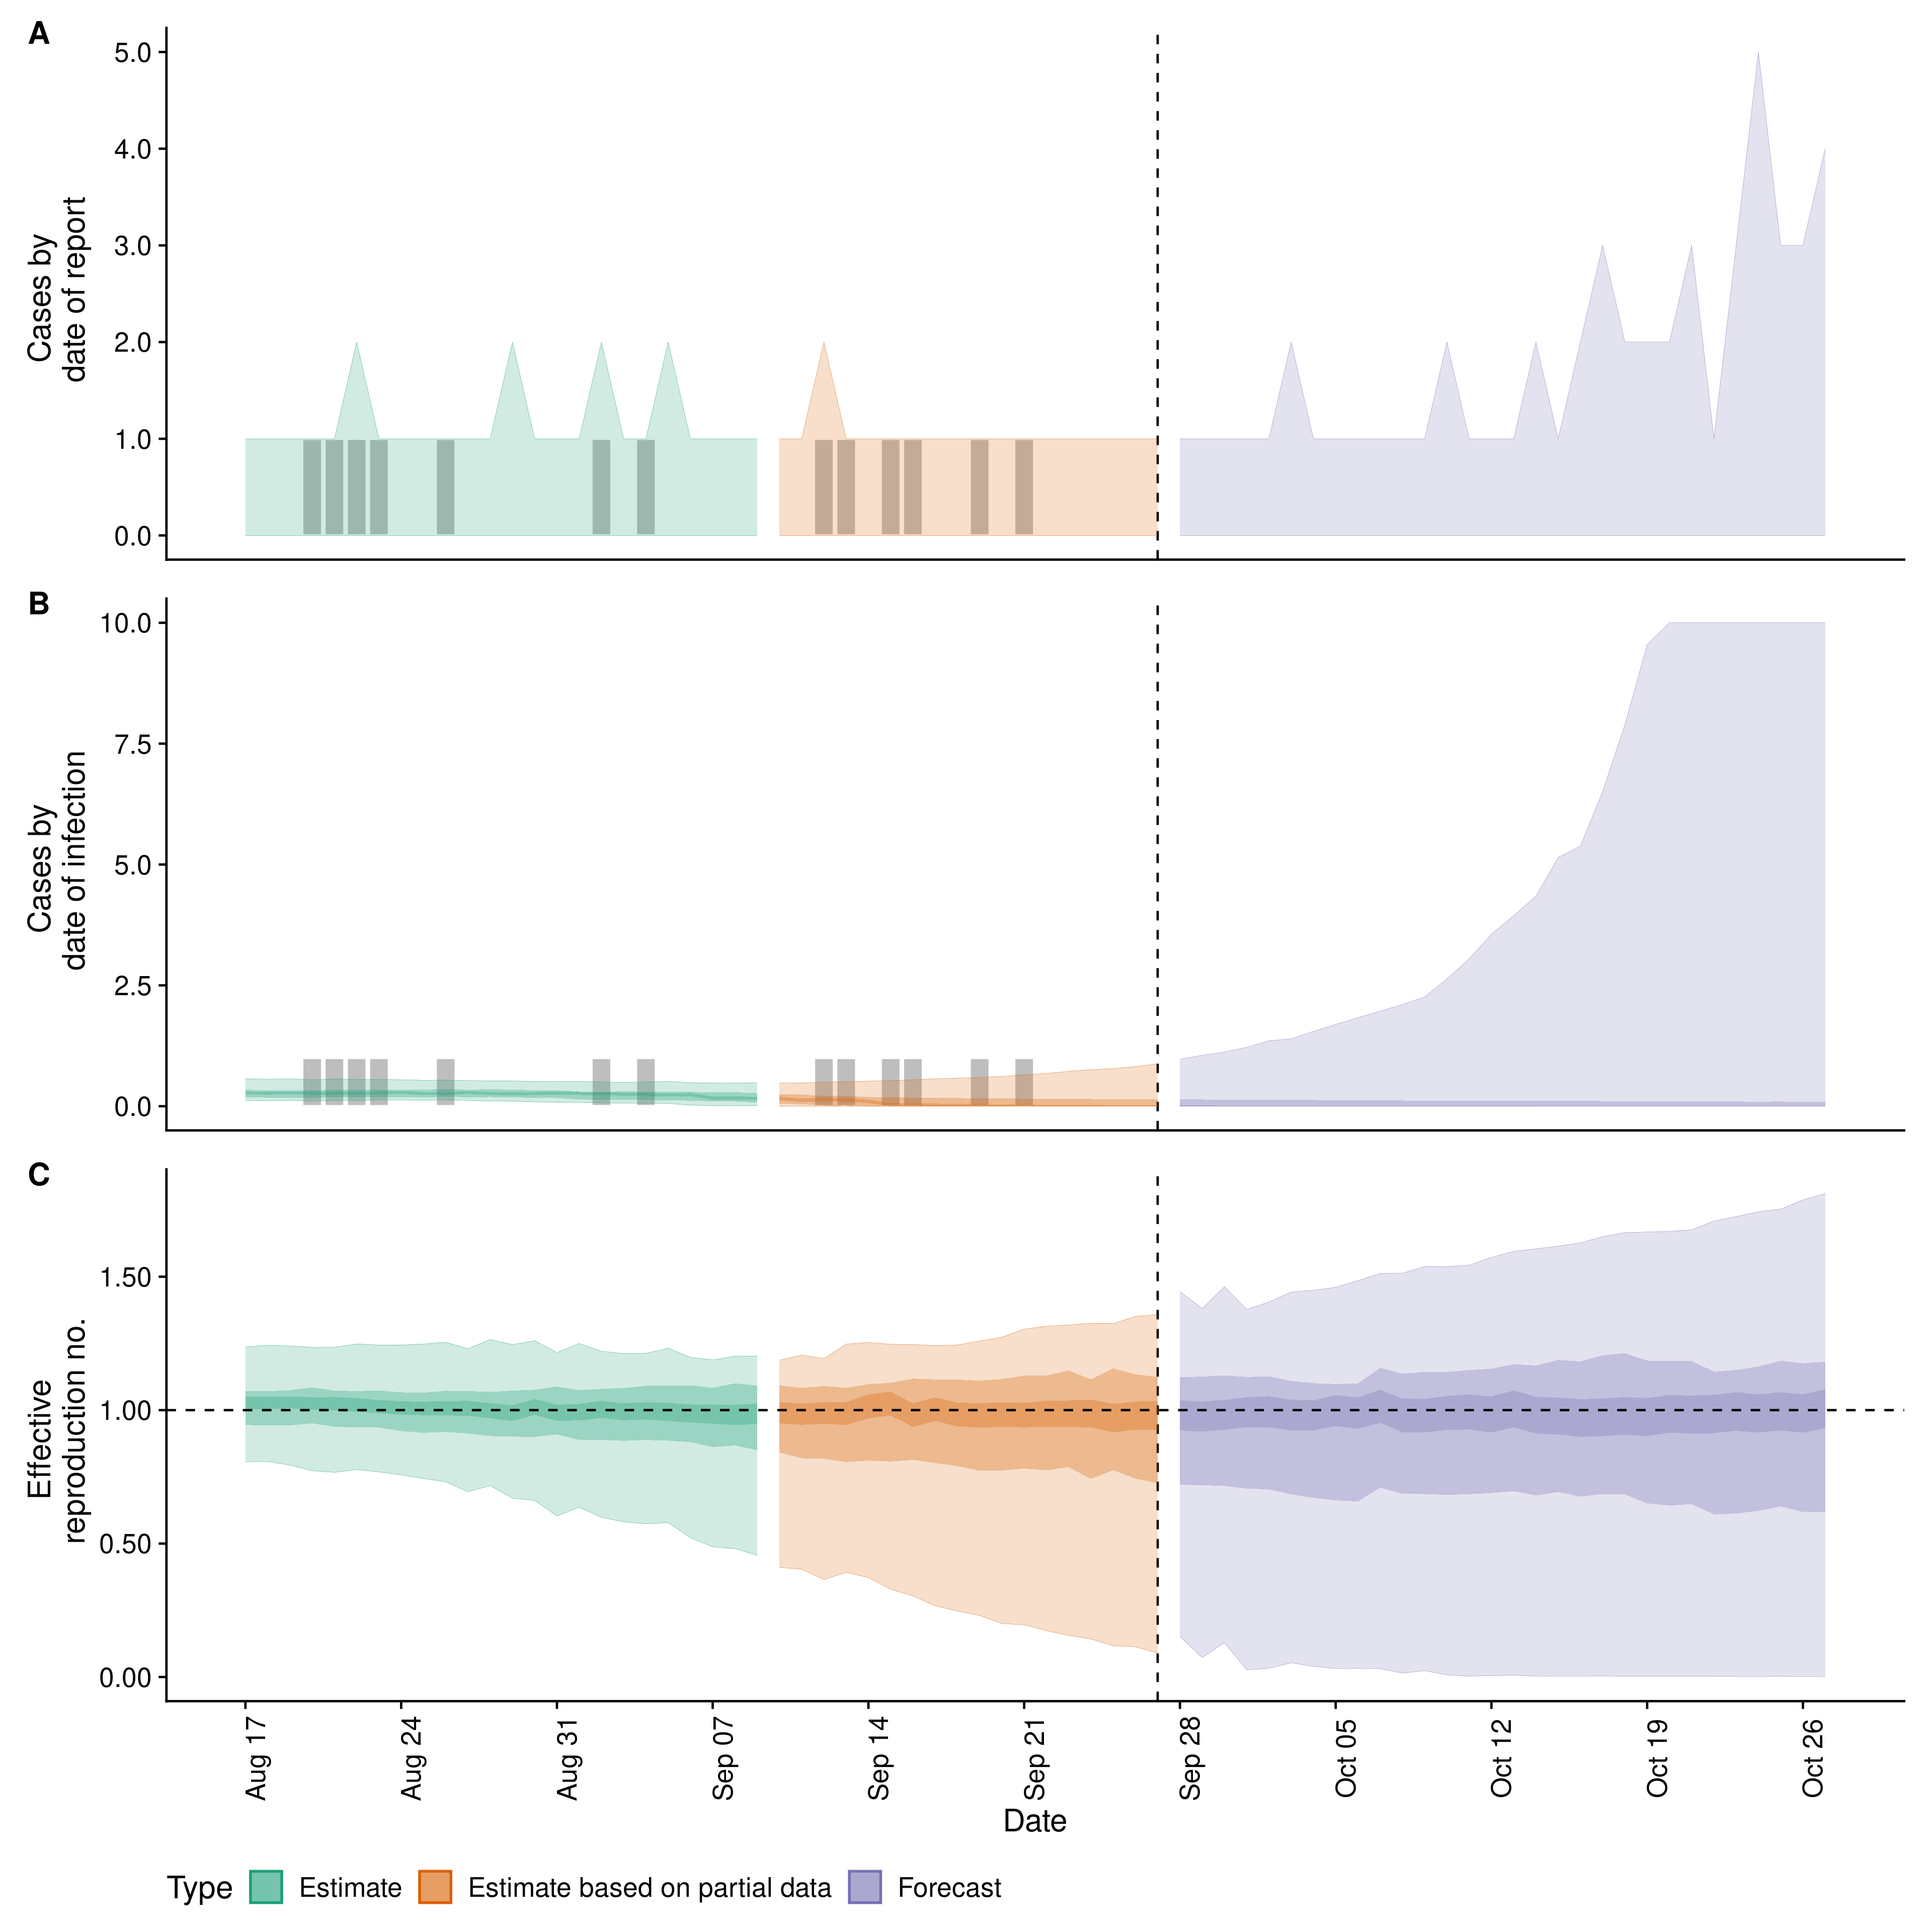 A
Cases by
date of report
5.0
4.0
3.0
2.0
1.0
0.0
B
Cases by
date of infection
10.0
7.5
5.0
2.5
0.0
C
Effective
reproduction no.
1.50
1.00
0.50
0.00
Aug 17
Aug 24
Aug 31
Sep 07
Sep 14
Sep 21
Sep 28
Oct 05
Oct 12
Oct 19
Oct 26
Date
Type Estimate Estimate based on partial data Forecast